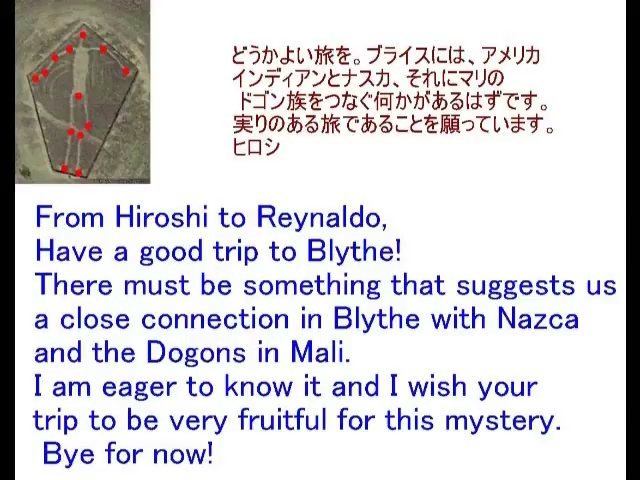 どうかよい旅を。ブライスには、アメリカ
インディアンとナスカ、それにマリの
ドゴン族をつなぐ何かがあるはずです。
実りのある旅であることを願っています。
ヒロシ
From Hiroshi to Reynaldo,
Have a good trip to Blythe!
There must be something that suggests us
a close connection in Blythe with Nazca
and the Dogons in Mali.
I am eager to know it and I wish your
trip to be very fruitful for this mystery.
Bye for now!